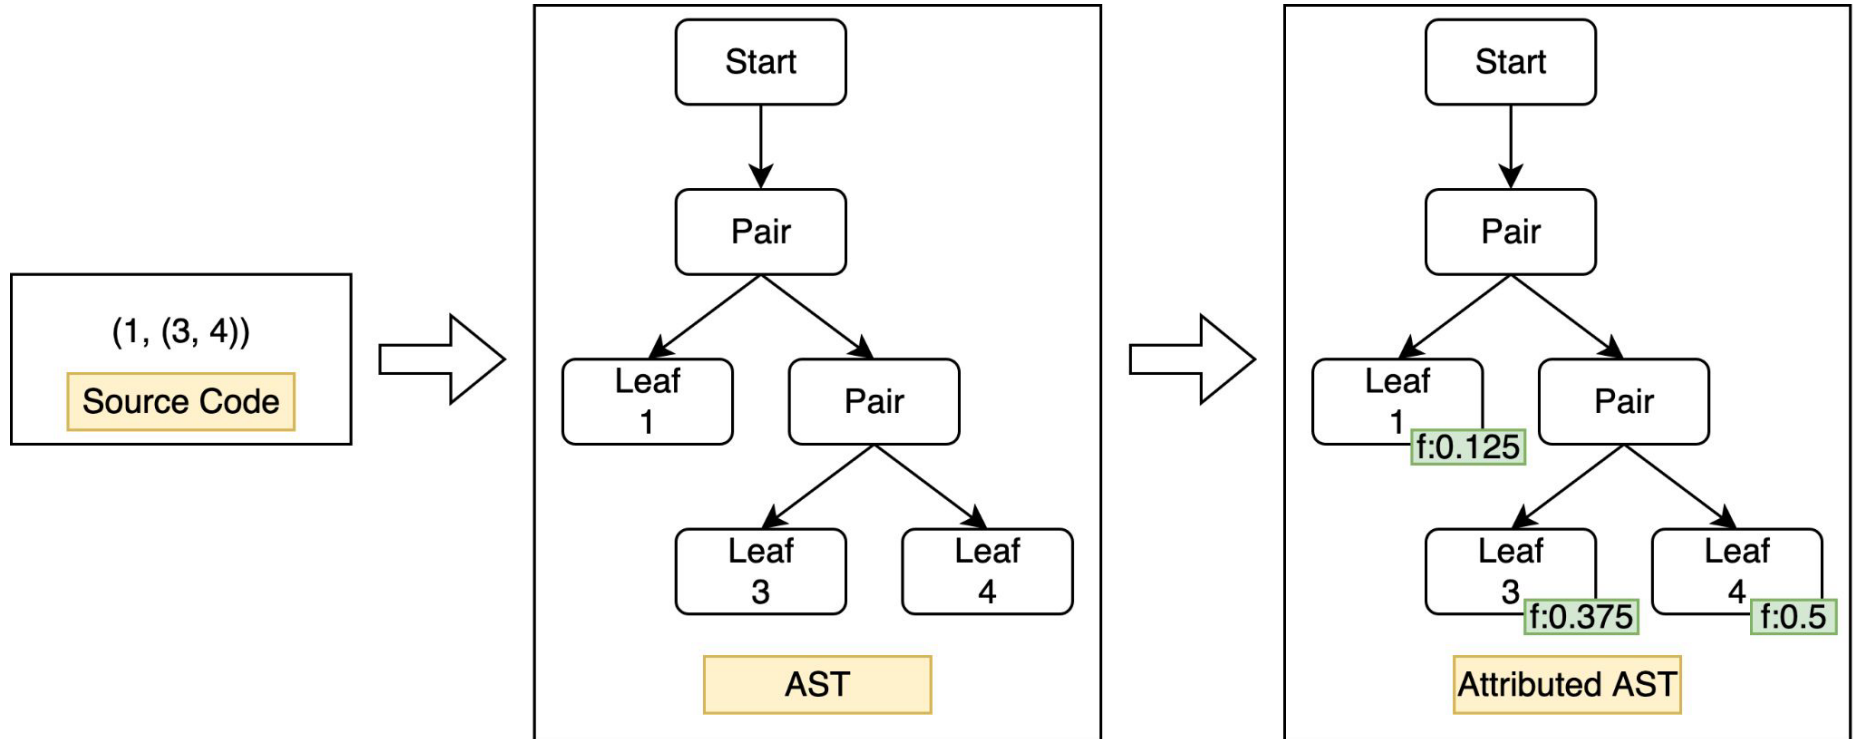 (1, (3, 4))
Source Code
Start
Pair
Leaf
1
Pair
Leaf
3
Leaf
4
AST
Start
Pair
Leaf
1
f:0.125
Pair
Leaf
3
f:0.375
Leaf
4
f:0.5
Attributed AST